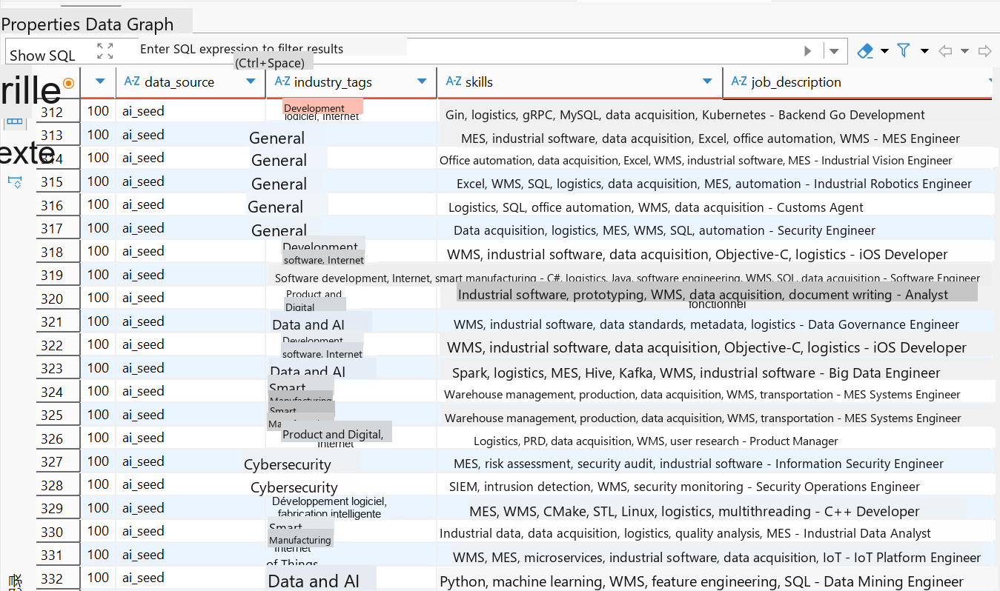 Properties Data Graph
Show SQL
Enter SQL expression to filter results
(Ctrl+Space)
rille
A-Z data_source
A-Z industry_tags
A-Z skills
A-Z job_description
312 100 ai_seed Development
logiciel, Internet
Gin, logistics, gRPC, MySQL, data acquisition, Kubernetes - Backend Go Development
313 100 ai_seed General MES, industrial software, data acquisition, Excel, office automation, WMS - MES Engineer
exte
314 100 ai_seed General Office automation, data acquisition, Excel, WMS, industrial software, MES - Industrial Vision Engineer
315 100 ai_seed General Excel, WMS, SQL, logistics, data acquisition, MES, automation - Industrial Robotics Engineer
316 100 ai_seed General Logistics, SQL, office automation, WMS, data acquisition - Customs Agent
317 100 ai_seed General Data acquisition, logistics, MES, WMS, SQL, automation - Security Engineer
318 100 ai_seed Development
software, Internet
WMS, industrial software, data acquisition, Objective-C, logistics - iOS Developer
319 100 ai_seed Software development, Internet, smart manufacturing - C#, logistics, Java, software engineering, WMS, SQL, data acquisition - Software Engineer
320 100 ai_seed Product and
Digital
Industrial software, prototyping, WMS, data acquisition, document writing - Analyst
fonctionnel
321 100 ai_seed Data and AI WMS, industrial software, data standards, metadata, logistics - Data Governance Engineer
322 100 ai_seed Development
software, Internet
WMS, industrial software, data acquisition, Objective-C, logistics - iOS Developer
323 100 ai_seed Data and AI Spark, logistics, MES, Hive, Kafka, WMS, industrial software - Big Data Engineer
324 100 ai_seed Smart
Manufacturing
Warehouse management, production, data acquisition, WMS, transportation - MES Systems Engineer
325 100 ai_seed Smart
Warehouse management, production, data acquisition, WMS, transportation - MES Systems Engineer
326 100 ai_seed Product and Digital,
Internet
Logistics, PRD, data acquisition, WMS, user research - Product Manager
327 100 ai_seed Cybersecurity MES, risk assessment, security audit, industrial software - Information Security Engineer
328 100 ai_seed Cybersecurity SIEM, intrusion detection, WMS, security monitoring - Security Operations Engineer
329 100 ai_seed Développement logiciel,
fabrication intelligente
MES, WMS, CMake, STL, Linux, logistics, multithreading - C++ Developer
330 100 ai_seed Smart
Manufacturing
Industrial data, data acquisition, logistics, quality analysis, MES - Industrial Data Analyst
331 100 ai_seed Internet
of Things
WMS, MES, microservices, industrial software, data acquisition, IoT - IoT Platform Engineer
332 100 ai_seed Data and AI Python, machine learning, WMS, feature engineering, SQL - Data Mining Engineer